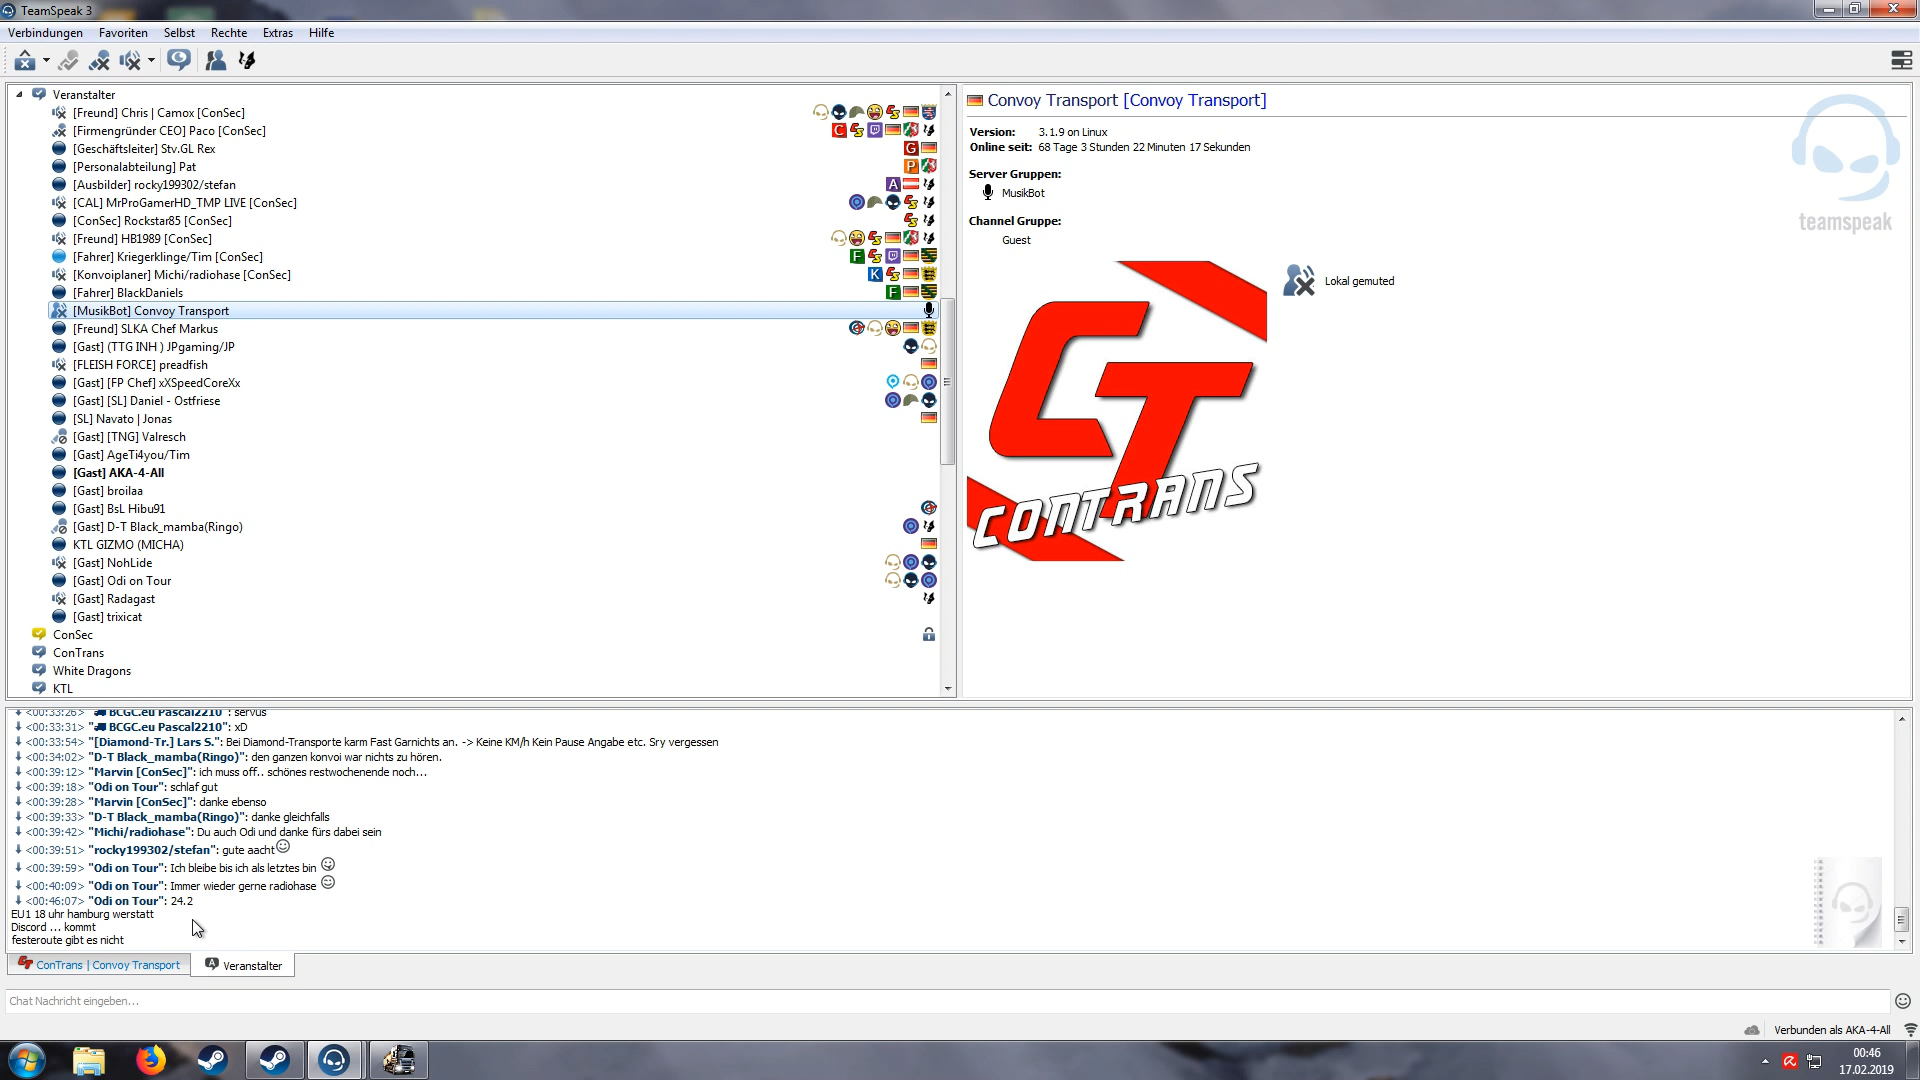 TeamSpeak 3
Verbindungen Favoriten Selbst Rechte Extras Hilfe
Veranstalter
[Freund] Chris | Camox [ConSec]
[Firmengründer CEO] Paco [ConSec]
[Geschäftsleiter] Stv.GL Rex
[Personalabteilung] Pat
[Ausbilder] rocky199302/stefan
[CAL] MrProGamerHD_TMP LIVE [ConSec]
[ConSec] Rockstar85 [ConSec]
[Freund] HB1989 [ConSec]
[Fahrer] Kriegerklinge/Tim [ConSec]
[Konvoiplaner] Michi/radiohase [ConSec]
[Fahrer] BlackDaniels
[MusikBot] Convoy Transport
[Freund] SLKA Chef Markus
[Gast] (TTG INH ) JPgaming/JP
[FLEISH FORCE] preadfish
[Gast] [FP Chef] xXSpeedCoreXx
[Gast] [SL] Daniel - Ostfriese
[SL] Navato | Jonas
[Gast] [TNG] Valresch
[Gast] AgeTi4you/Tim
[Gast] AKA-4-All
[Gast] broilaa
[Gast] BsL Hibu91
[Gast] D-T Black_mamba(Ringo)
KTL GIZMO (MICHA)
[Gast] NohLide
[Gast] Odi on Tour
[Gast] Radagast
[Gast] trixicat
ConSec
ConTrans
White Dragons
KTL
Convoy Transport [Convoy Transport]
Version: 3.1.9 on Linux
Online seit: 68 Tage 3 Stunden 22 Minuten 17 Sekunden
Server Gruppen:
MusikBot
Channel Gruppe:
Guest
Lokal gemuted
CT
CONTRANS
teamspeak
<00:33:26> "BCGC.eu Pascal2210": servus
<00:33:31> "BCGC.eu Pascal2210": xD
<00:33:54> "[Diamond-Tr.] Lars S.": Bei Diamond-Transporte karm Fast Garnichts an. -> Keine KM/h Kein Pause Angabe etc. Sry vergessen
<00:34:02> "D-T Black_mamba(Ringo)": den ganzen konvoi war nichts zu hören.
<00:39:12> "Marvin [ConSec]": ich muss off.. schönes restwochenende noch...
<00:39:18> "Odi on Tour": schlaf gut
<00:39:28> "Marvin [ConSec]": danke ebenso
<00:39:33> "D-T Black_mamba(Ringo)": danke gleichfalls
<00:39:42> "Michi/radiohase": Du auch Odi und danke fürs dabei sein
<00:39:51> "rocky199302/stefan": gute aacht
<00:39:59> "Odi on Tour": Ich bleibe bis ich als letztes bin
<00:40:09> "Odi on Tour": Immer wieder gerne radiohase
<00:46:07> "Odi on Tour": 24.2
EU1 18 uhr hamburg werstatt
Discord ... kommt
festeroute gibt es nicht
ConTrans | Convoy Transport
Veranstalter
Chat Nachricht eingeben...
Verbunden als AKA-4-All
00:46
17.02.2019